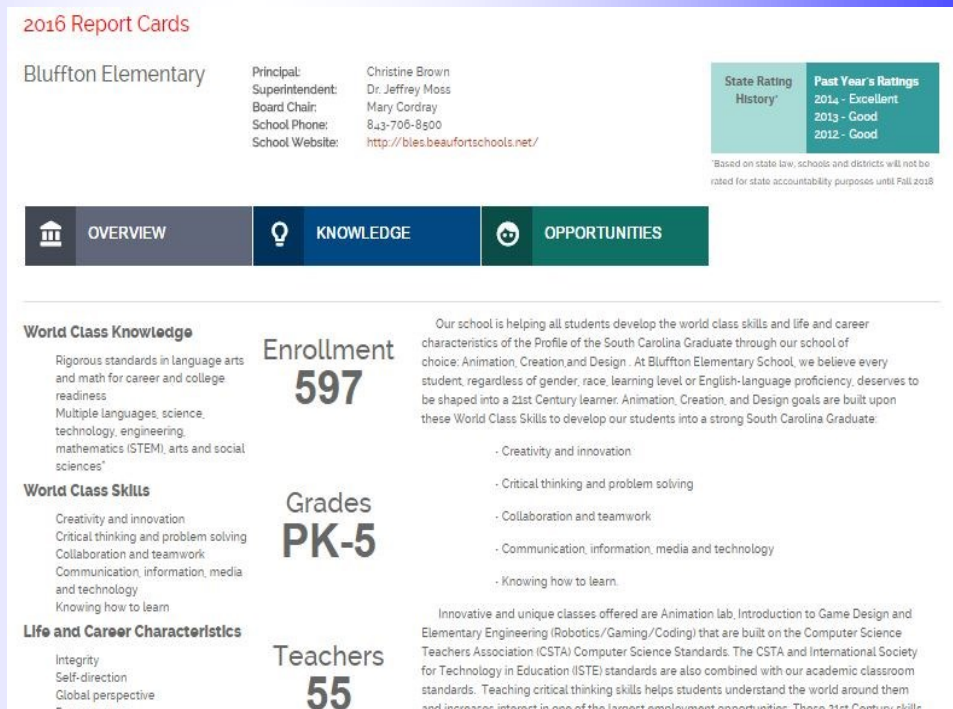 2016 Report Cards
Bluffton Elementary
Principal: Christine Brown
Superintendent: Dr. Jeffrey Moss
Board Chair: Mary Cordray
School Phone: 843-706-8500
School Website: http://bles.beaufortschools.net/
State Rating
History*
Past Year's Ratings
2014 - Excellent
2013 - Good
2012 - Good
*Based on state law, schools and districts will not be
rated for state accountability purposes until Fall 2018
OVERVIEW
KNOWLEDGE
OPPORTUNITIES
World Class Knowledge
Rigorous standards in language arts
and math for career and college
readiness
Multiple languages, science,
technology, engineering,
mathematics (STEM), arts and social
sciences"
World Class Skills
Creativity and innovation
Critical thinking and problem solving
Collaboration and teamwork
Communication, information, media
and technology
Knowing how to learn
Life and Career Characteristics
Integrity
Self-direction
Global perspective
Enrollment
597
Grades
PK-5
Teachers
55
Our school is helping all students develop the world class skills and life and career
characteristics of the Profile of the South Carolina Graduate through our school of
choice: Animation, Creation,and Design . At Bluffton Elementary School, we believe every
student, regardless of gender, race, learning level or English-language proficiency, deserves to
be shaped into a 21st Century learner. Animation, Creation, and Design goals are built upon
these World Class Skills to develop our students into a strong South Carolina Graduate:
- Creativity and innovation
- Critical thinking and problem solving
- Collaboration and teamwork
- Communication, information, media and technology
- Knowing how to learn.
Innovative and unique classes offered are Animation lab, Introduction to Game Design and
Elementary Engineering (Robotics/Gaming/Coding) that are built on the Computer Science
Teachers Association (CSTA) Computer Science Standards. The CSTA and International Society
for Technology in Education (ISTE) standards are also combined with our academic classroom
standards. Teaching critical thinking skills helps students understand the world around them
and increases interest in one of the largest employment opportunities. These 21st Century skills